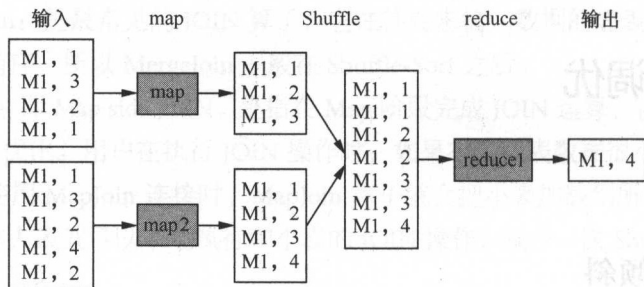 输入 map Shuffle reduce 输出
M1，1
M1，3
M1，2
M1，1
map
M1，1
M1，2
M1，3
M1，1
M1，3
M1，2
M1，4
M1，2
map2
M1，1
M1，2
M1，3
M1，4
M1，1
M1，1
M1，2
M1，2
M1，3
M1，3
M1，4
reduce1
M1，4